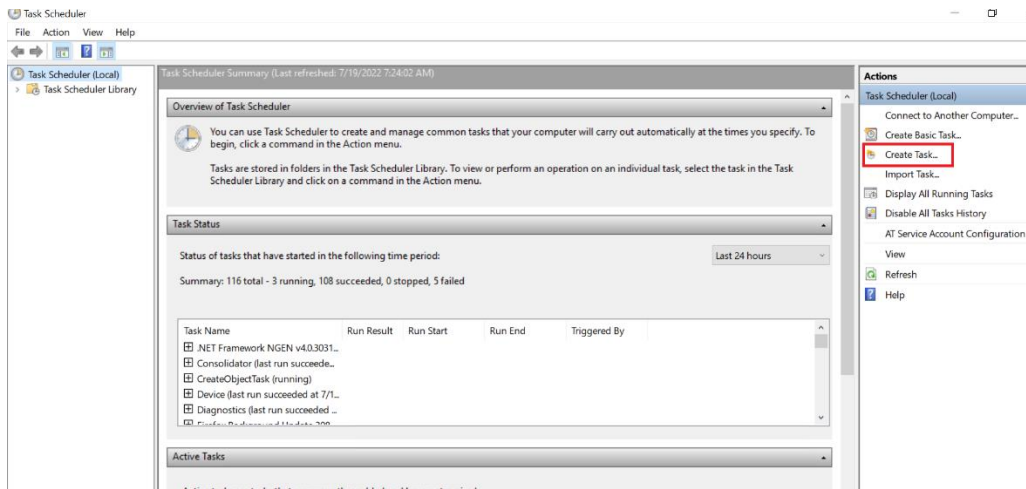 Task Scheduler
File Action View Help
Task Scheduler (Local)
Task Scheduler Library
Task Scheduler Summary (Last refreshed: 7/19/2022 7:24:02 AM)
Overview of Task Scheduler
You can use Task Scheduler to create and manage common tasks that your computer will carry out automatically at the times you specify. To
begin, click a command in the Action menu.
Tasks are stored in folders in the Task Scheduler Library. To view or perform an operation on an individual task, select the task in the Task
Scheduler Library and click on a command in the Action menu.
Task Status
Status of tasks that have started in the following time period:
Last 24 hours
Summary: 116 total - 3 running, 108 succeeded, 0 stopped, 5 failed
Task Name Run Result Run Start Run End Triggered By
.NET Framework NGEN v4.0.3031...
Consolidator (last run succeede...
CreateObjectTask (running)
Device (last run succeeded at 7/1...
Diagnostics (last run succeeded ...
Active Tasks
Actions
Task Scheduler (Local)
Connect to Another Computer...
Create Basic Task...
Create Task...
Import Task...
Display All Running Tasks
Disable All Tasks History
AT Service Account Configuration
View
Refresh
Help